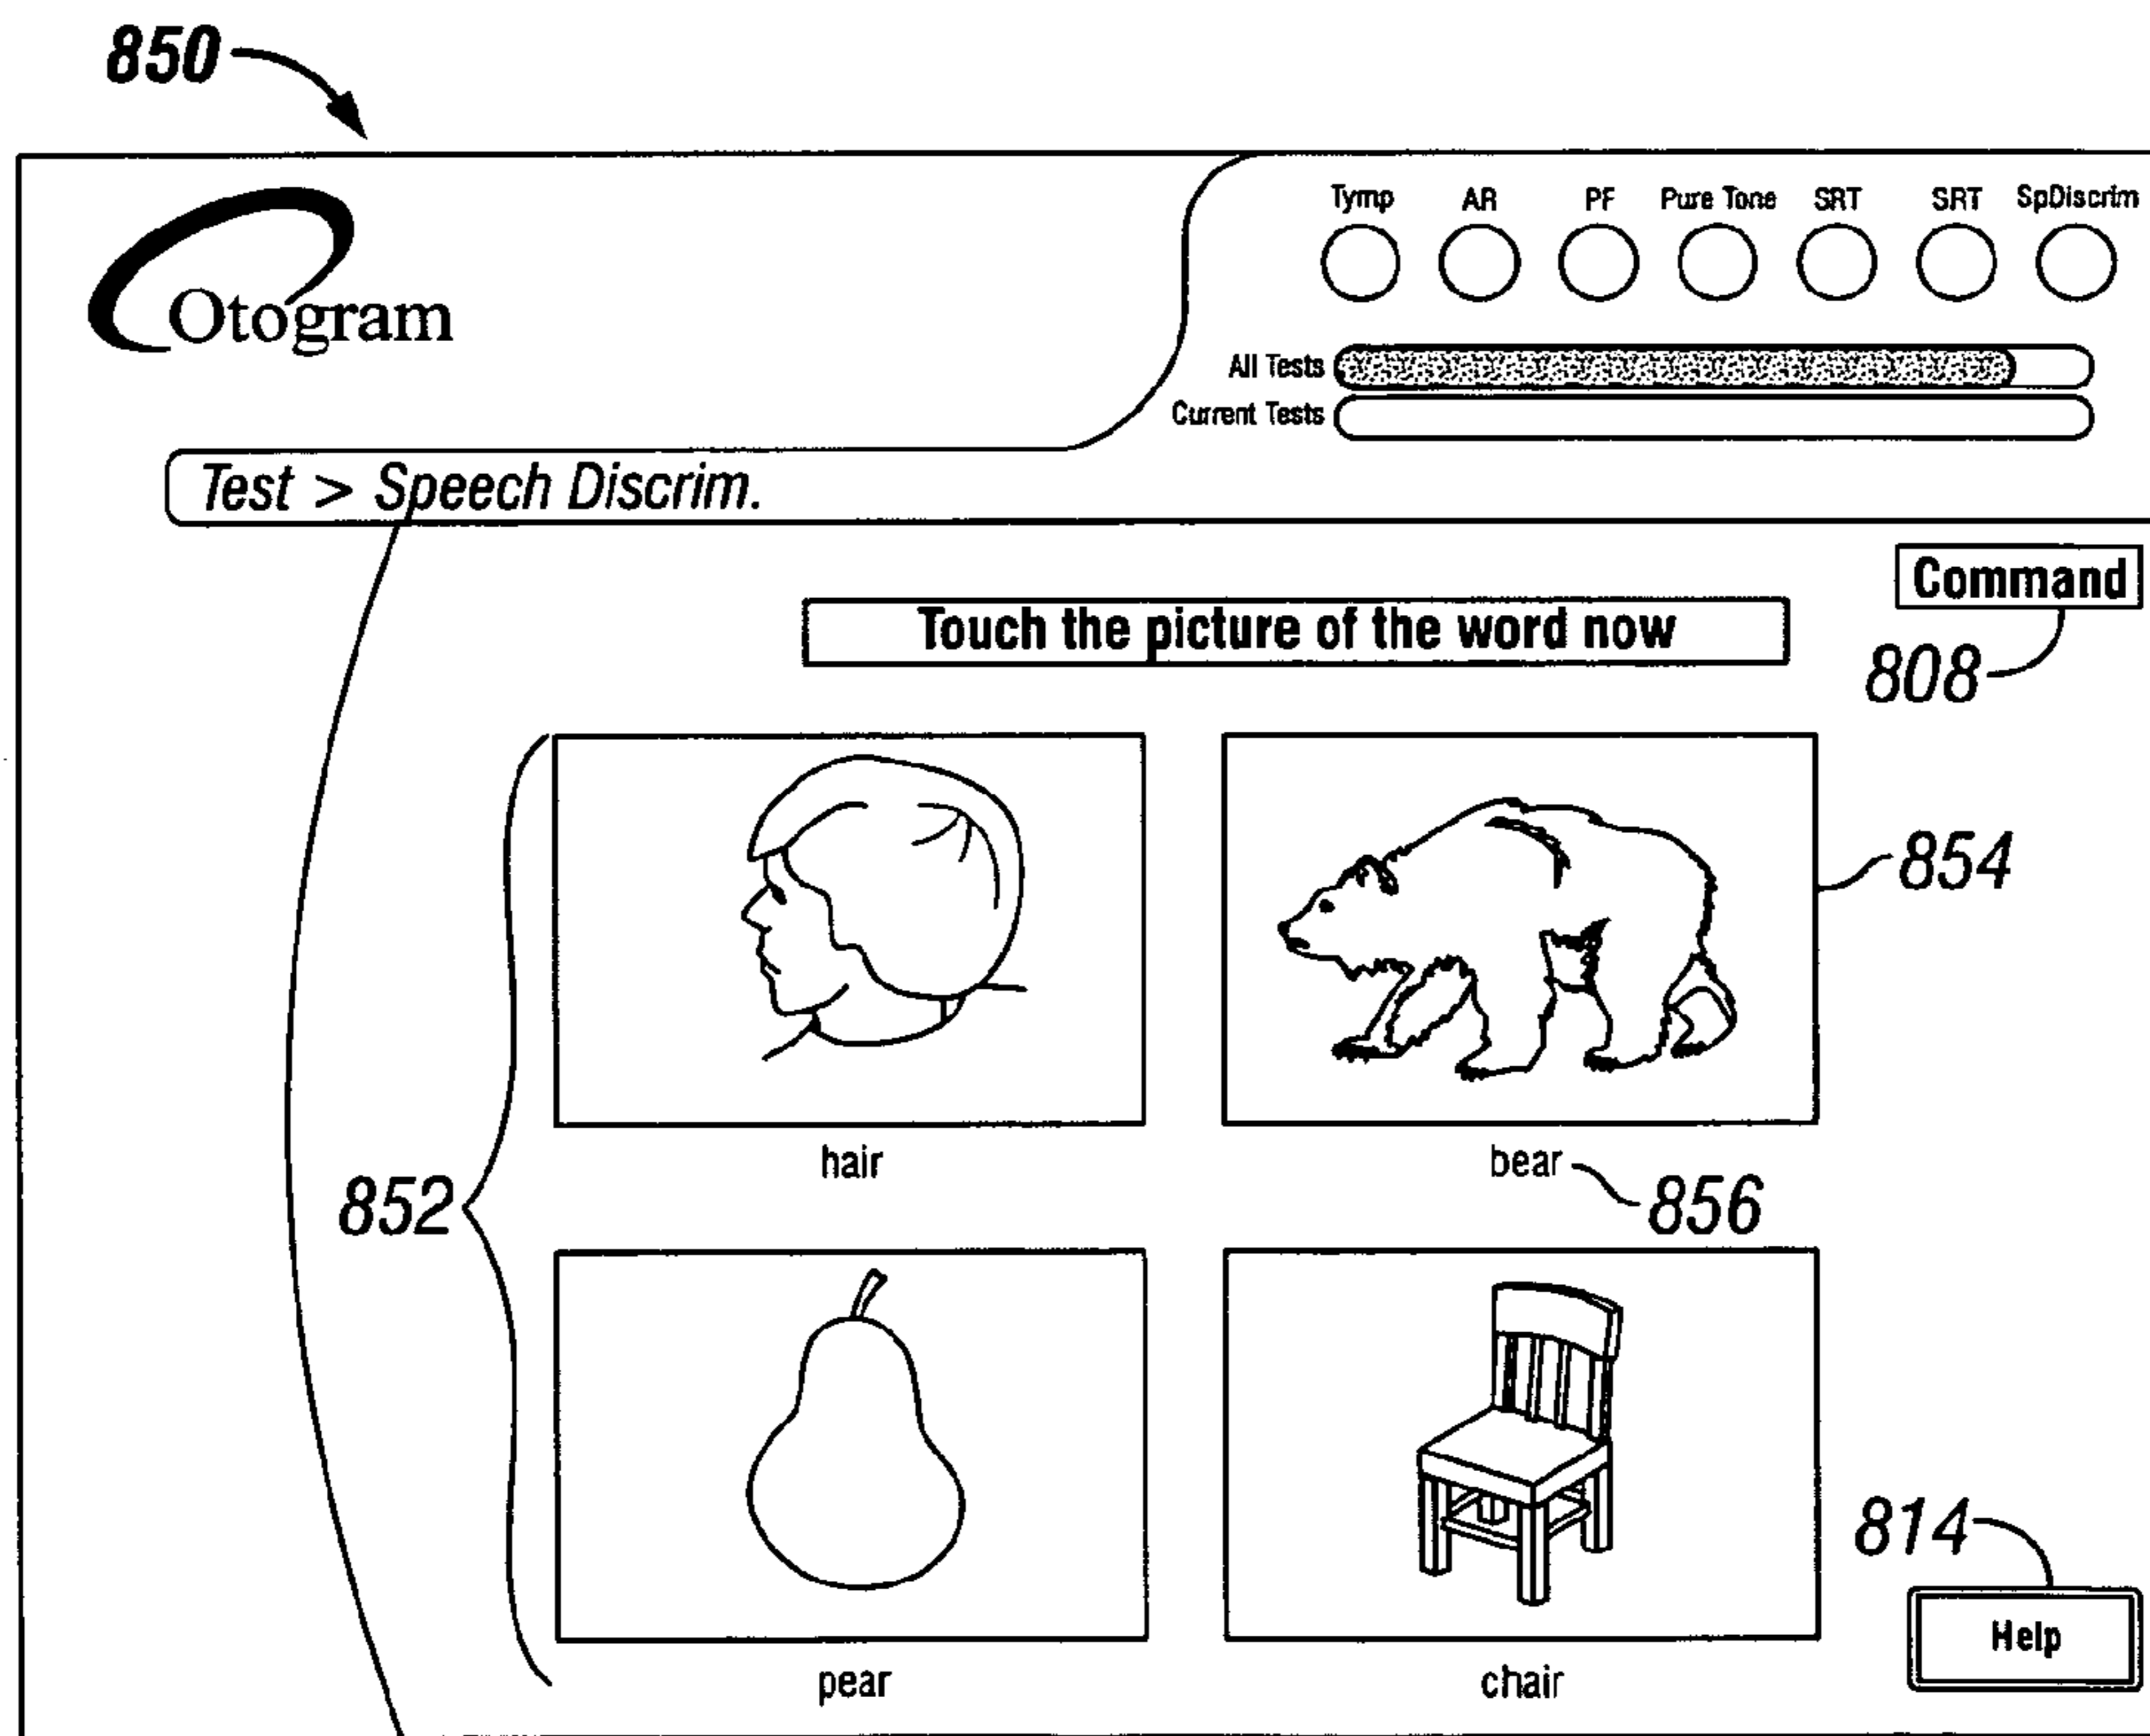 850
Tymp AR PF Pure Tone SRT SRT SpDiscrim
Otogram
All Tests
Current Tests
Test > Speech Discrim.
Command
Touch the picture of the word now
808
854
hair bear
852 856
814
Help
pear chair